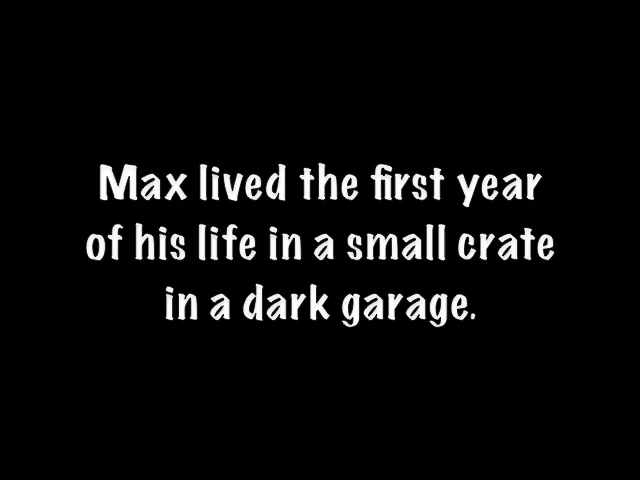 Max lived the first year
of his life in a small crate
in a dark garage.